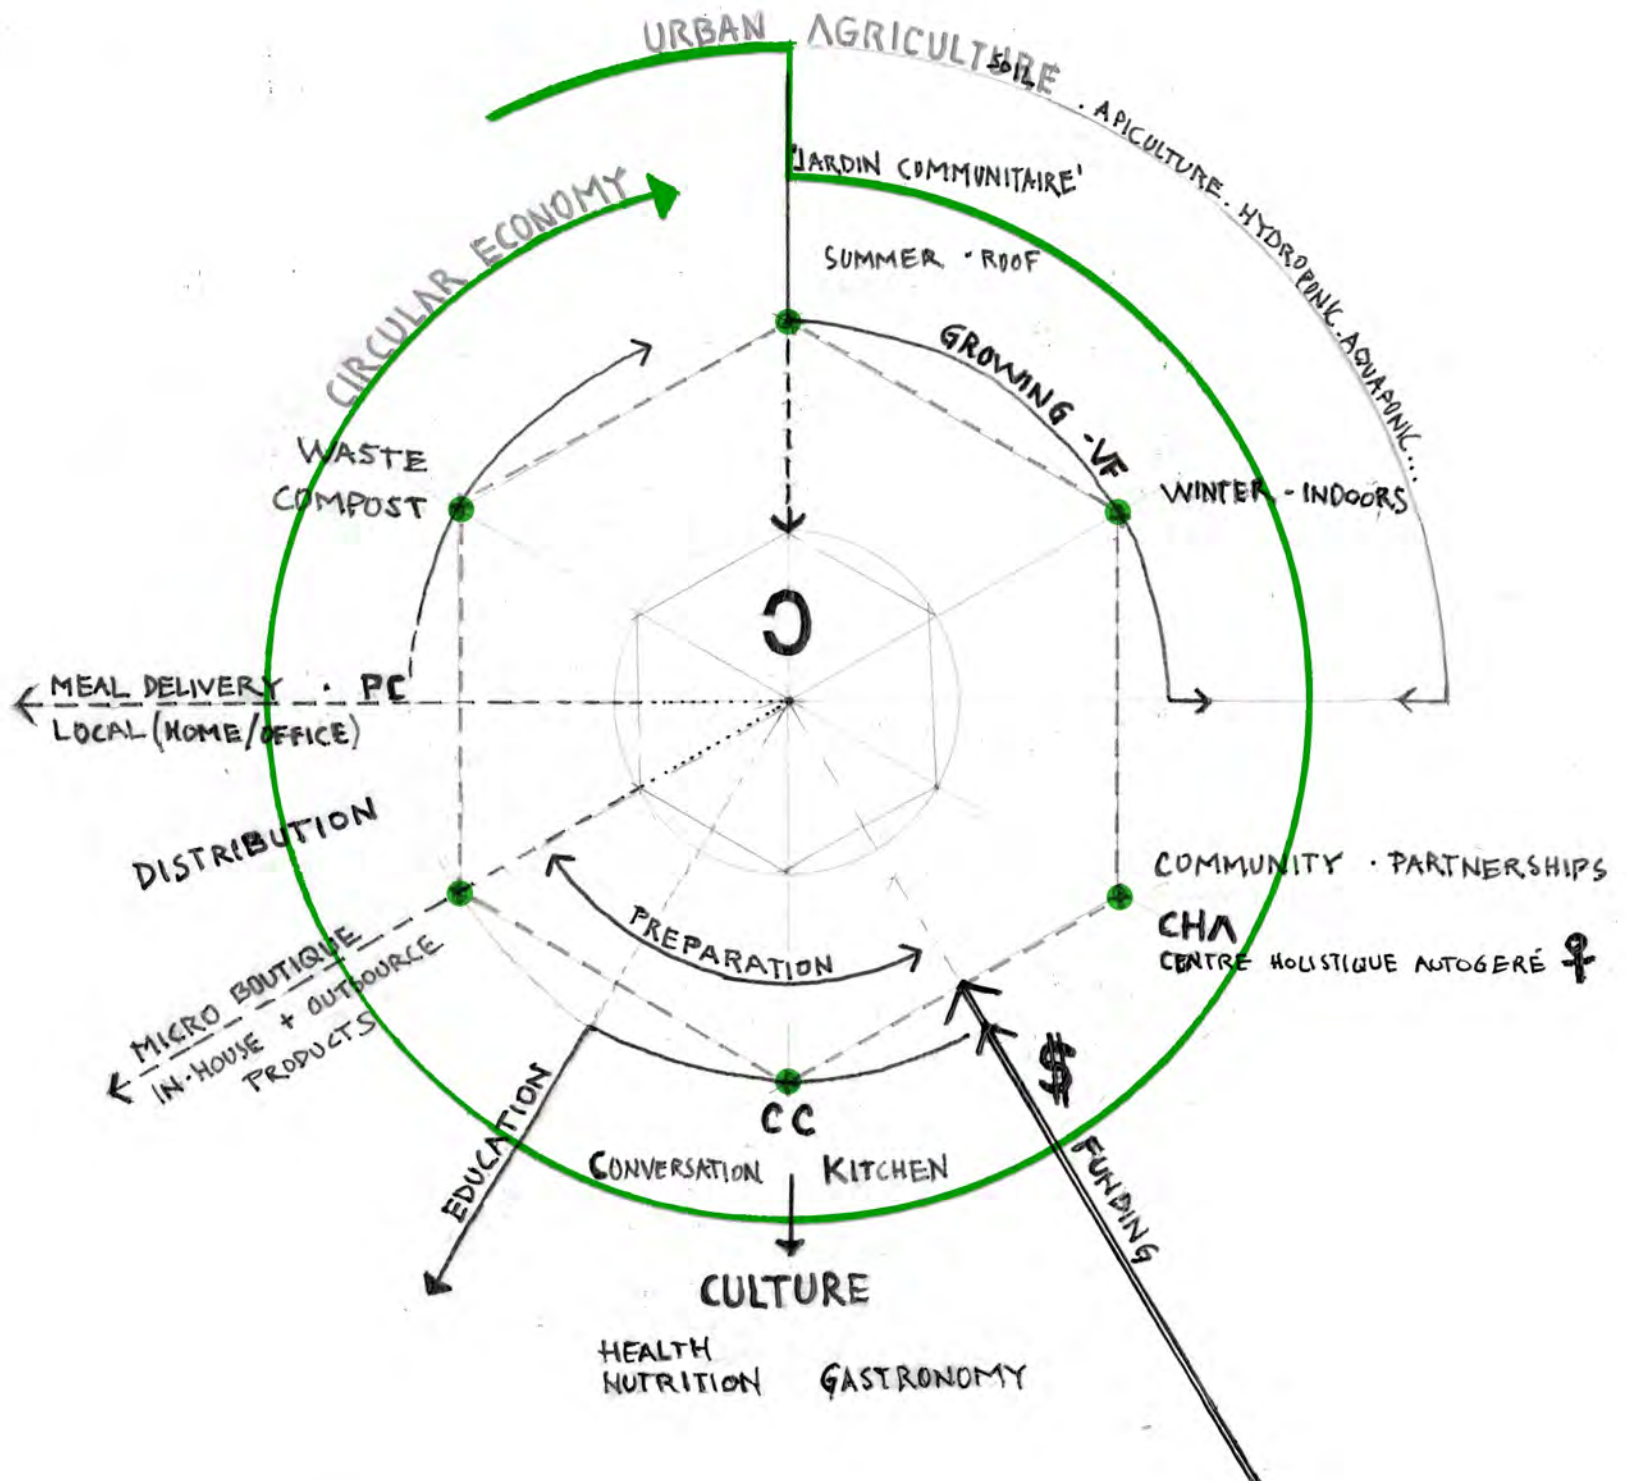 URBAN AGRICULTURE
SOIL . APICULTURE . HYDROPONIC . AQUAPONIC...
'JARDIN COMMUNITAIRE'
SUMMER · ROOF
CIRCULAR ECONOMY
GROWING - VF
WASTE
COMPOST
WINTER - INDOORS
Ɔ
MEAL DELIVERY · PC
LOCAL (HOME/OFFICE)
DISTRIBUTION
COMMUNITY · PARTNERSHIPS
CHA
CENTRE HOLISTIQUE AUTOGERÉ
PREPARATION
MICRO BOUTIQUE
IN-HOUSE + OUTSOURCE
PRODUCTS
$
FUNDING
EDUCATION
CC
CONVERSATION KITCHEN
CULTURE
HEALTH
NUTRITION GASTRONOMY